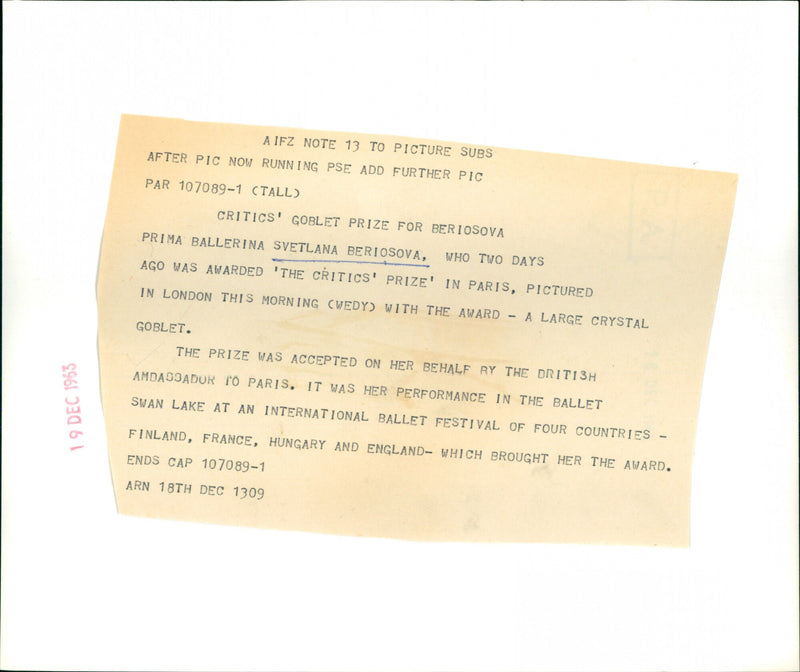 AIFZ NOTE 13 TO PICTURE SUBS
AFTER PIC NOW RUNNING PSE ADD FURTHER PIC
PAR 107089-1 (TALL)
CRITICS' GOBLET PRIZE FOR BERIOSOVA
PRIMA BALLERINA SVETLANA BERIOSOVA, WHO TWO DAYS
AGO WAS AWARDED 'THE CRITICS' PRIZE' IN PARIS, PICTURED
IN LONDON THIS MORNING (WEDY) WITH THE AWARD - A LARGE CRYSTAL
GOBLET.
THE PRIZE WAS ACCEPTED ON HER BEHALF BY THE BRITISH
AMBASSADOR TO PARIS. IT WAS HER PERFORMANCE IN THE BALLET
SWAN LAKE AT AN INTERNATIONAL BALLET FESTIVAL OF FOUR COUNTRIES -
FINLAND, FRANCE, HUNGARY AND ENGLAND- WHICH BROUGHT HER THE AWARD.
ENDS CAP 107089-1
ARN 18TH DEC 1309
19 DEC 1963